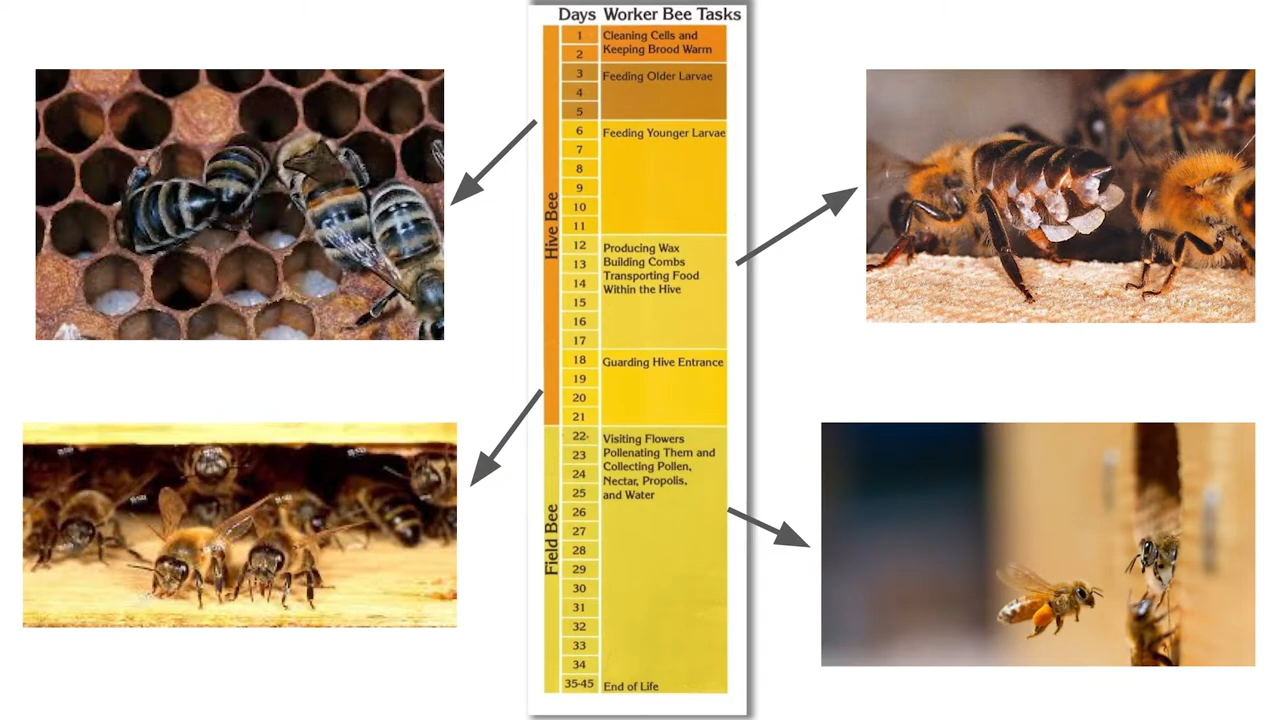 Days Worker Bee Tasks
Hive Bee
1
2
Cleaning Cells and
Keeping Brood Warm
3
4
5
Feeding Older Larvae
6
7
8
9
10
11
Feeding Younger Larvae
12
13
14
15
16
17
Producing Wax
Building Combs
Transporting Food
Within the Hive
18
19
20
21
Guarding Hive Entrance
Field Bee
22
23
24
25
26
27
28
29
30
31
32
33
34
Visiting Flowers
Pollenating Them and
Collecting Pollen,
Nectar, Propolis,
and Water
35-45
End of Life